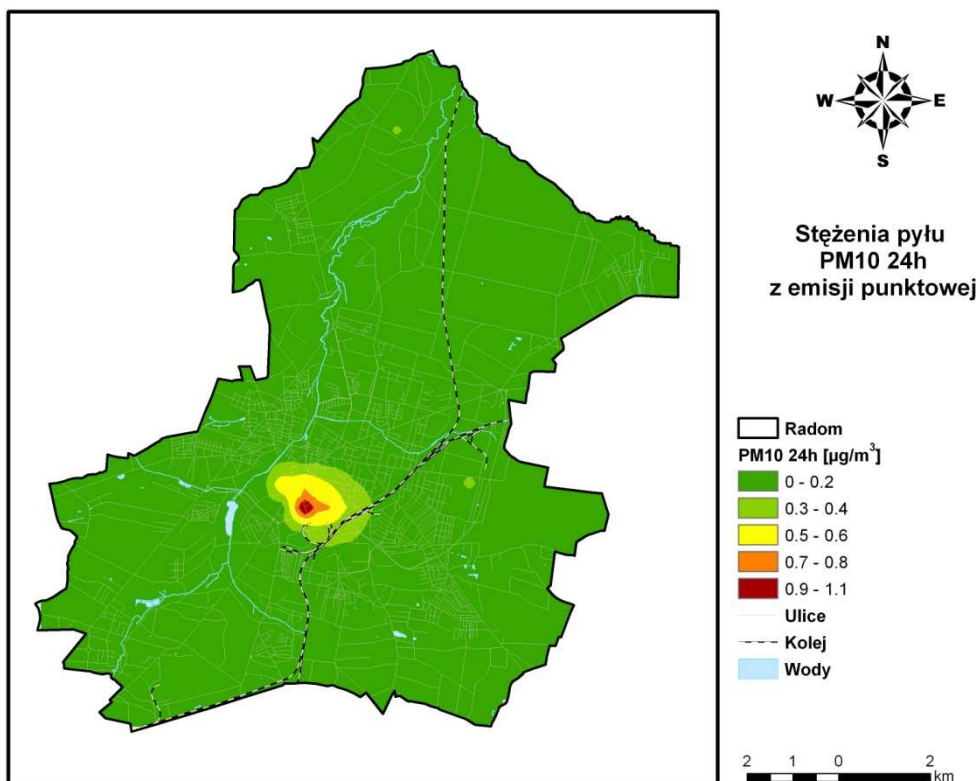 N
W E
S
Stężenia pyłu
PM10 24h
z emisji punktowej
Radom
PM10 24h [µg/m³]
0 - 0.2
0.3 - 0.4
0.5 - 0.6
0.7 - 0.8
0.9 - 1.1
Ulice
Kolej
Wody
2 1 0 2
km